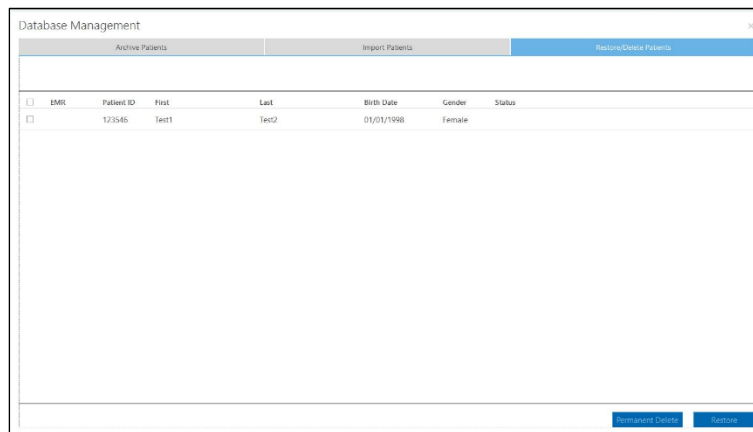 Database Management
Archive Patients Import Patients Restore/Delete Patients
EMR Patient ID First Last Birth Date Gender Status
123546 Test1 Test2 01/01/1998 Female
Permanent Delete Restore